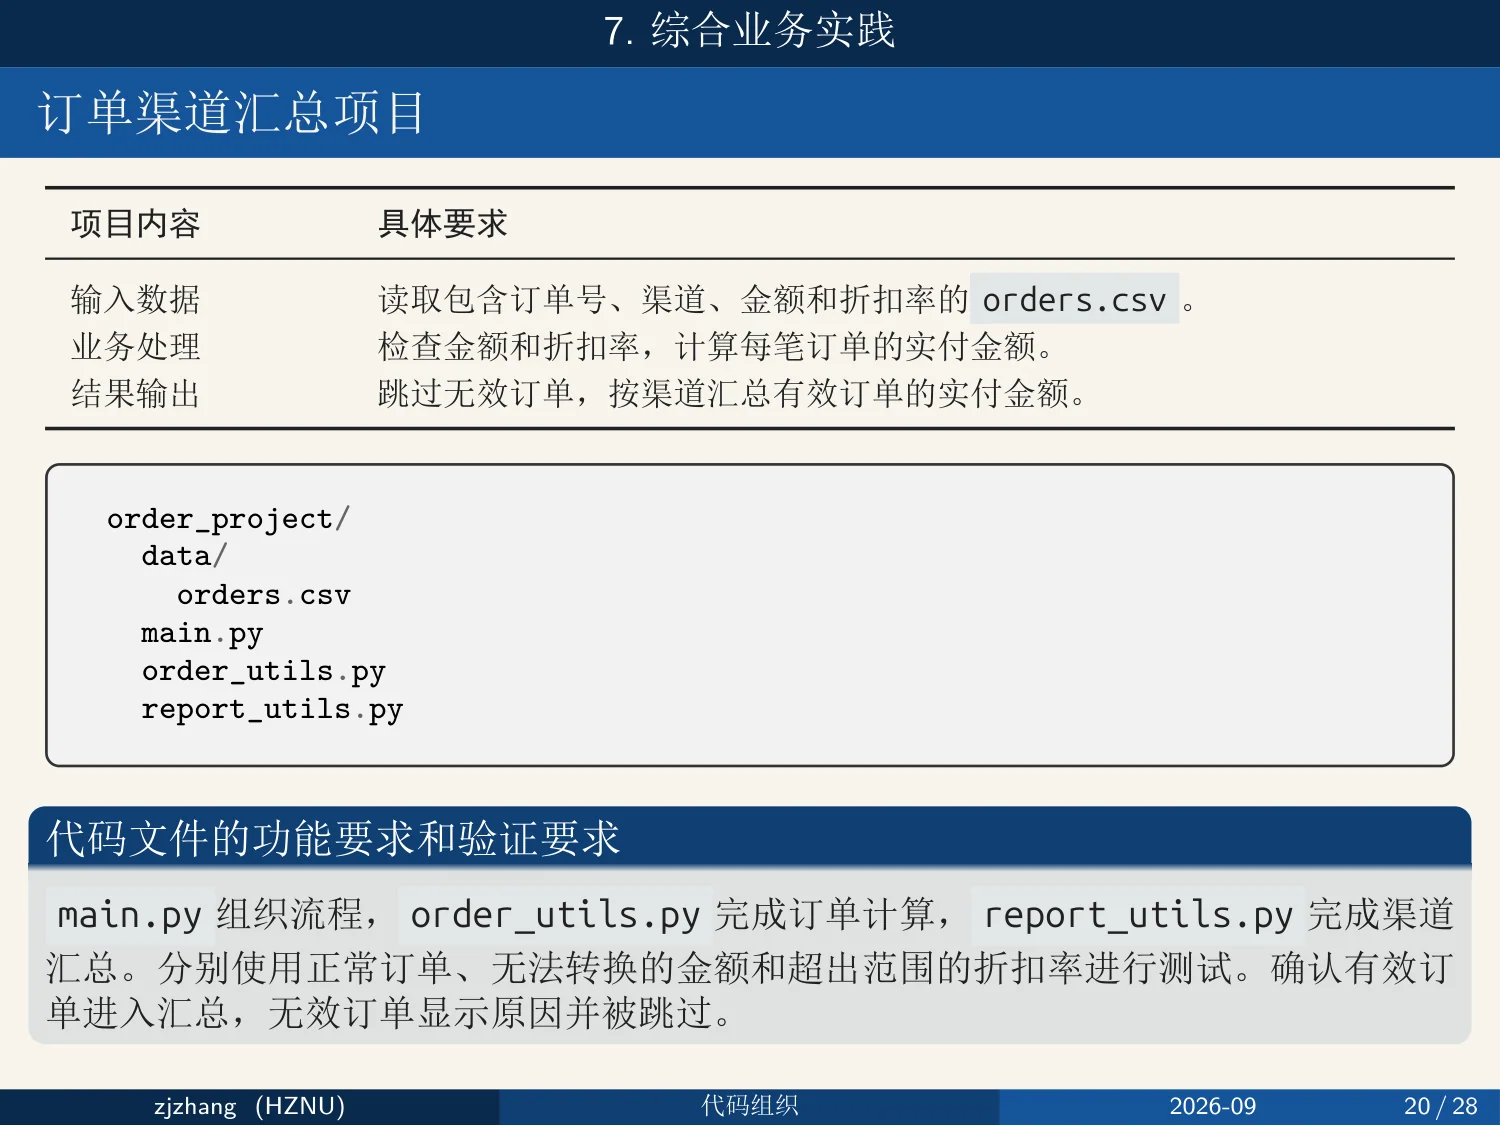 7. 综合业务实践
订单渠道汇总项目
项目内容 具体要求
输入数据 读取包含订单号、渠道、金额和折扣率的 orders.csv 。
业务处理 检查金额和折扣率，计算每笔订单的实付金额。
结果输出 跳过无效订单，按渠道汇总有效订单的实付金额。
order_project/
data/
orders.csv
main.py
order_utils.py
report_utils.py
代码文件的功能要求和验证要求
main.py 组织流程， order_utils.py 完成订单计算， report_utils.py 完成渠道
汇总。分别使用正常订单、无法转换的金额和超出范围的折扣率进行测试。确认有效订
单进入汇总，无效订单显示原因并被跳过。
zjzhang (HZNU) 代码组织 2026-09 20 / 28